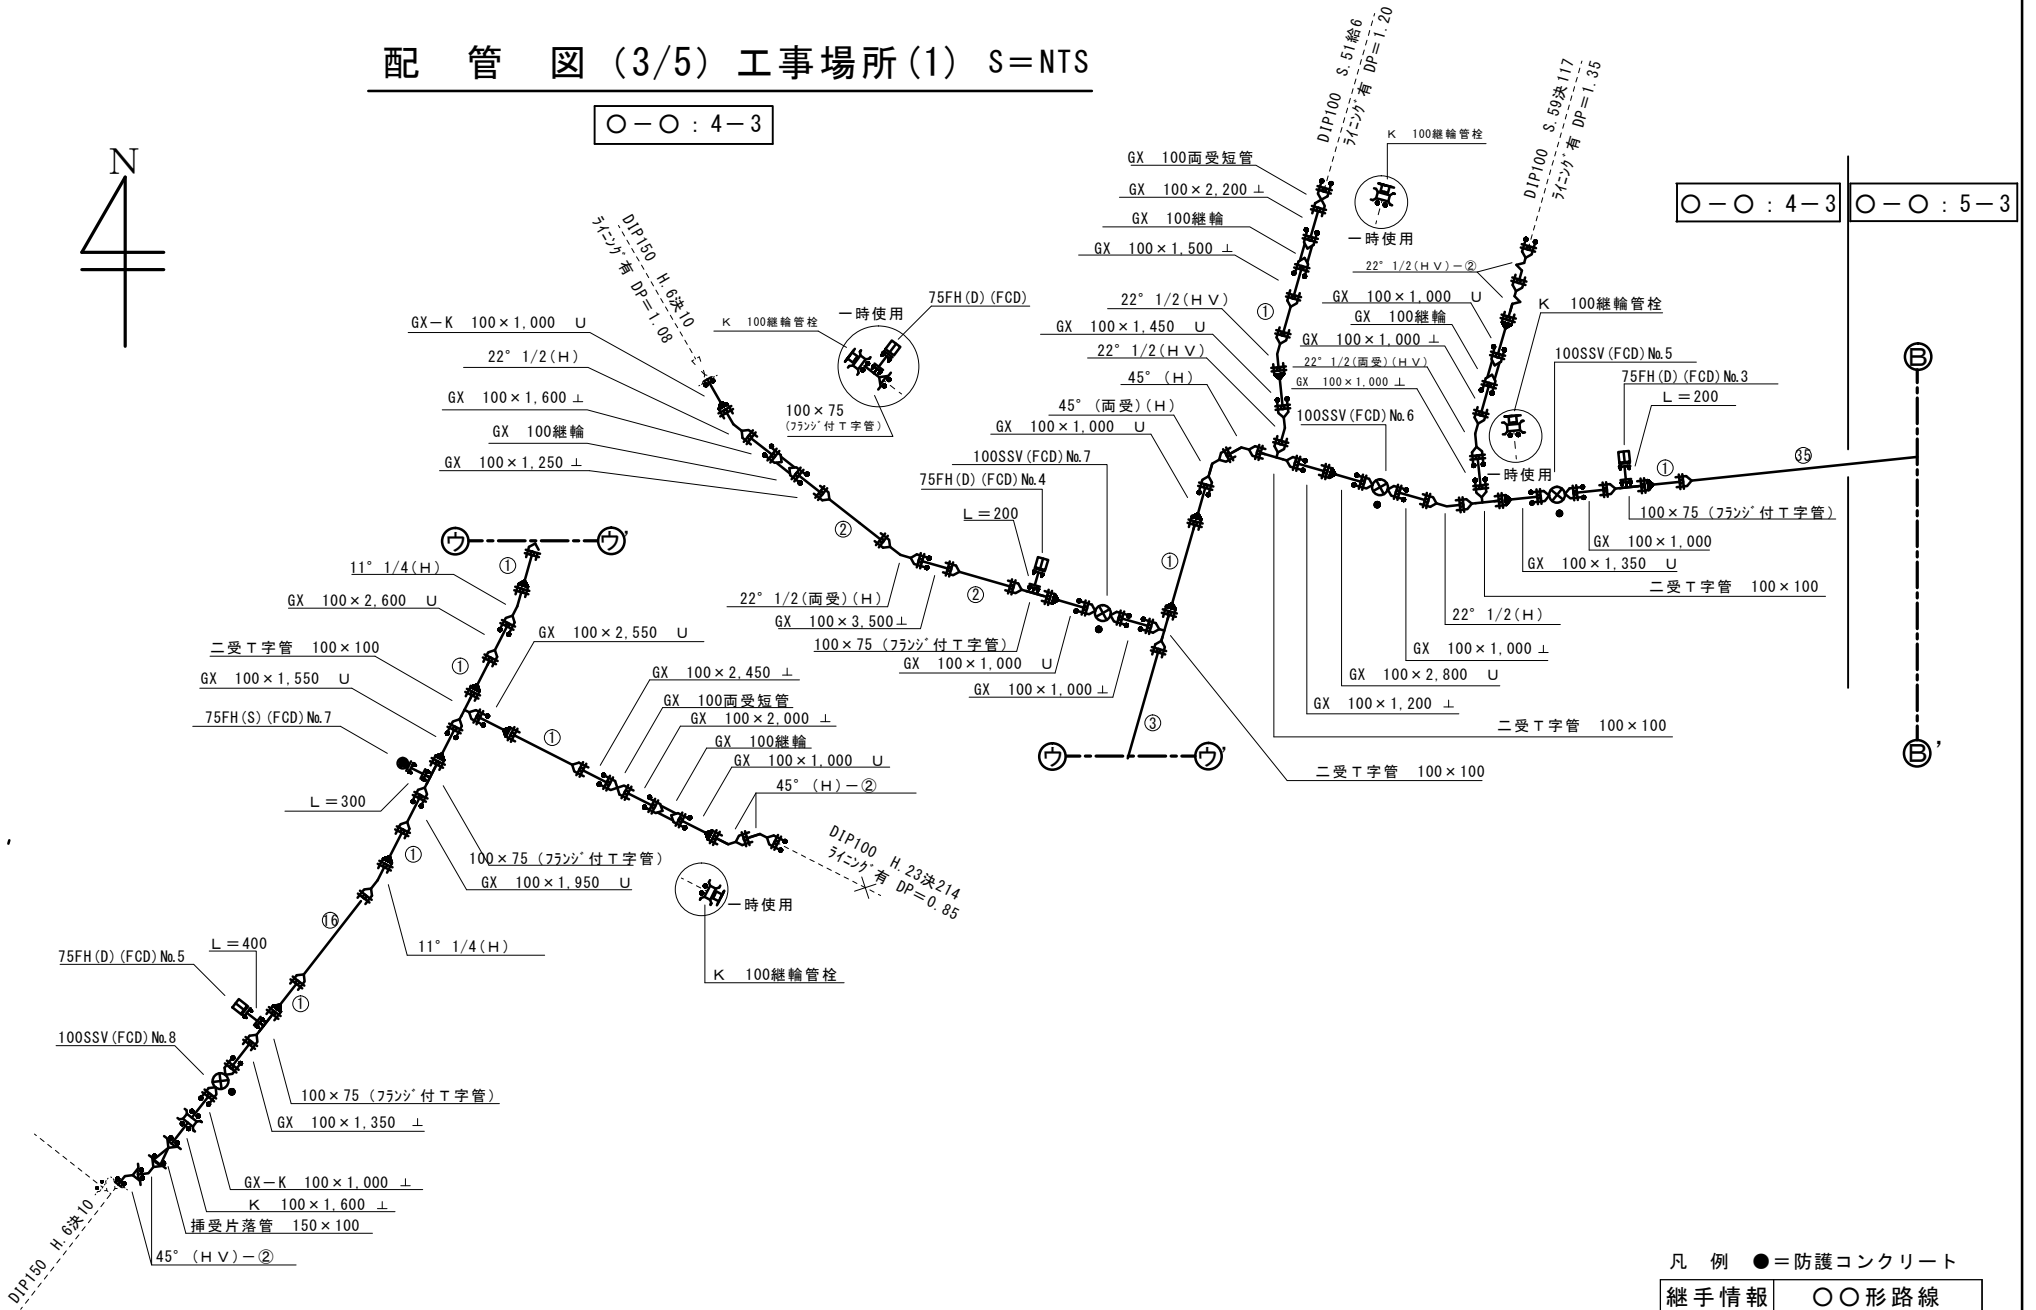 配管図(3/5)工事場所(1) S=NTS
○－○：4－3
N
○－○：4－3
○－○：5－3
DIP100 S.51給6
ライニング有 DP=1.20
DIP100 S.59決117
ライニング有 DP=1.35
K 100継輪管栓
一時使用
GX 100両受短管
GX 100×2,200 ⊥
GX 100継輪
GX 100×1,500 ⊥
①
22° 1/2(HV)
GX 100×1,450 U
22° 1/2(HV)
45° (H)
45° (両受)(H)
GX 100×1,000 U
22° 1/2(HV)－②
GX 100×1,000 U
GX 100継輪
GX 100×1,000 ⊥
22° 1/2(両受)(HV)
GX 100×1,000 ⊥
K 100継輪管栓
一時使用
100SSV(FCD)№5
75FH(D)(FCD)№3
L=200
①
㉟
100SSV(FCD)№6
100×75 (フランジ付T字管)
GX 100×1,000
GX 100×1,350 U
二受T字管 100×100
22° 1/2(H)
GX 100×1,000 ⊥
GX 100×2,800 U
GX 100×1,200 ⊥
二受T字管 100×100
二受T字管 100×100
Ⓑ
Ⓑ'
DIP150 H.6決10
ライニング有 DP=1.08
GX－K 100×1,000 U
22° 1/2(H)
GX 100×1,600 ⊥
GX 100継輪
GX 100×1,250 ⊥
K 100継輪管栓
一時使用
75FH(D)(FCD)
100×75
(フランジ付T字管)
②
22° 1/2(両受)(H)
GX 100×3,500⊥
②
100SSV(FCD)№7
75FH(D)(FCD)№4
L=200
100×75 (フランジ付T字管)
GX 100×1,000 U
GX 100×1,000 ⊥
①
③
㋒
㋒'
㋒
㋒'
①
11° 1/4(H)
GX 100×2,600 U
①
二受T字管 100×100
GX 100×1,550 U
75FH(S)(FCD)№7
L=300
GX 100×2,550 U
GX 100×2,450 ⊥
GX 100両受短管
GX 100×2,000 ⊥
GX 100継輪
GX 100×1,000 U
45° (H)－②
①
DIP100 H.23決214
ライニング有 DP=0.85
一時使用
K 100継輪管栓
100×75 (フランジ付T字管)
GX 100×1,950 U
①
11° 1/4(H)
⑯
75FH(D)(FCD)№5
L=400
①
100SSV(FCD)№8
100×75 (フランジ付T字管)
GX 100×1,350 ⊥
GX－K 100×1,000 ⊥
K 100×1,600 ⊥
挿受片落管 150×100
45° (HV)－②
DIP150 H.6決10
凡例 ●=防護コンクリート
継手情報 ○○形路線